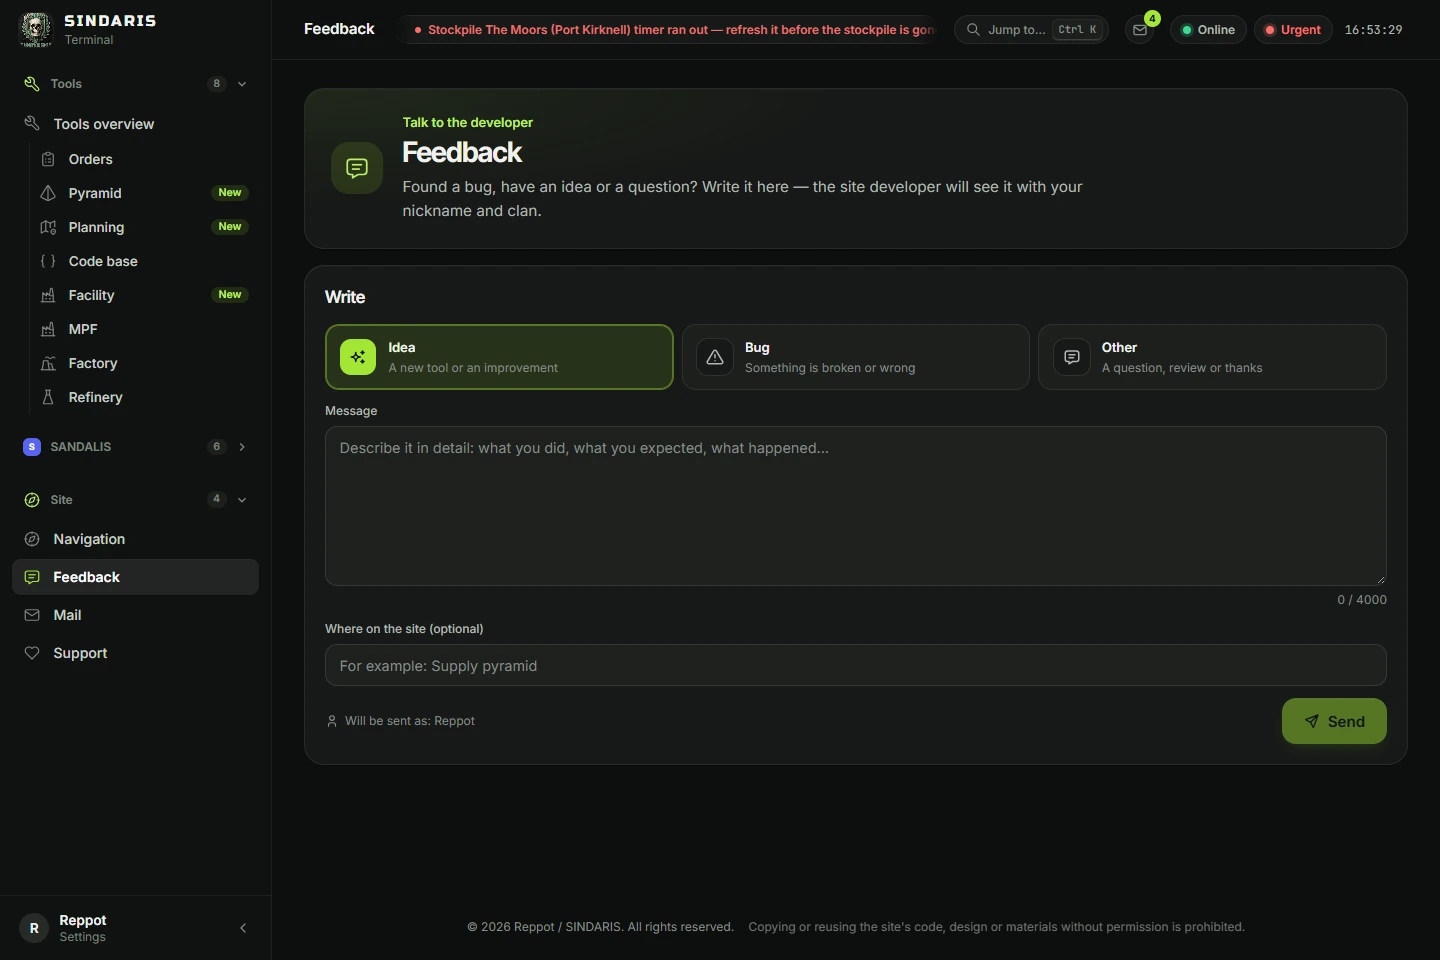 SINDARIS
Terminal
Tools
8
Tools overview
Orders
Pyramid
New
Planning
New
Code base
Facility
New
MPF
Factory
Refinery
S
SANDALIS
6
Site
4
Navigation
Feedback
Mail
Support
R
Reppot
Settings
Feedback
Stockpile The Moors (Port Kirknell) timer ran out — refresh it before the stockpile is gon
Jump to...
Ctrl K
4
Online
Urgent
16:53:29
Talk to the developer
Feedback
Found a bug, have an idea or a question? Write it here — the site developer will see it with your
nickname and clan.
Write
Idea
A new tool or an improvement
Bug
Something is broken or wrong
Other
A question, review or thanks
Message
Describe it in detail: what you did, what you expected, what happened...
0 / 4000
Where on the site (optional)
For example: Supply pyramid
Will be sent as: Reppot
Send
© 2026 Reppot / SINDARIS. All rights reserved.
Copying or reusing the site's code, design or materials without permission is prohibited.